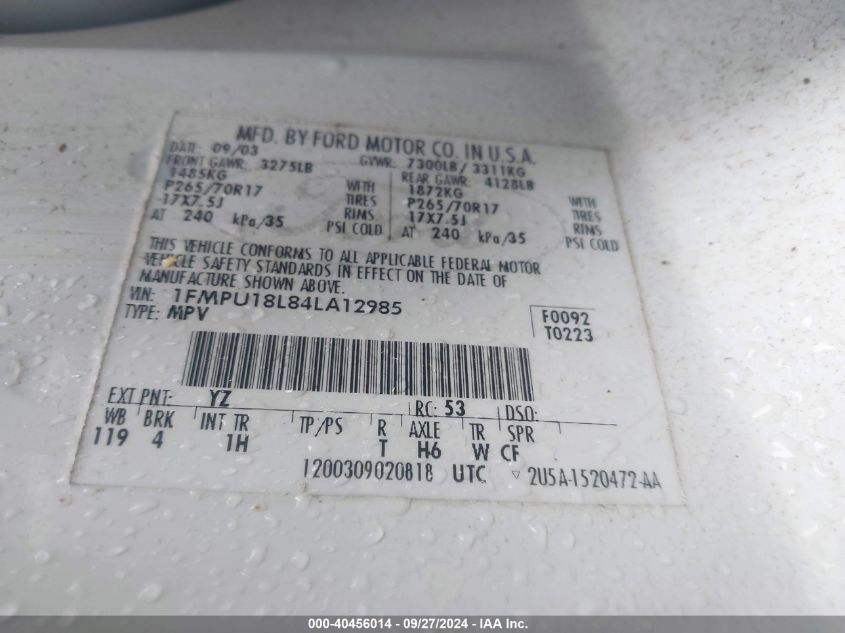 MFD. BY FORD MOTOR CO. IN U.S.A.
DATE: 09/03 GVWR: 7300LB / 3311KG
FRONT GAWR: 3275LB REAR GAWR: 4128LB
1485KG WITH 1872KG WITH
P265/70R17 TIRES P265/70R17 TIRES
17X7.5J RIMS 17X7.5J RIMS
AT 240 kPa/35 PSI COLD AT 240 kPa/35 PSI COLD
THIS VEHICLE CONFORMS TO ALL APPLICABLE FEDERAL MOTOR
VEHICLE SAFETY STANDARDS IN EFFECT ON THE DATE OF
MANUFACTURE SHOWN ABOVE.
VIN: 1FMPU18L84LA12985 F0092
TYPE: MPV T0223
EXT PNT: YZ RC: 53 DSO:
WB BRK INT TR TP/PS R AXLE TR SPR
119 4 1H T H6 W CF
1200309020818 UTC ▽ 2U5A-1520472-AA
000-40456014 - 09/27/2024 - IAA Inc.